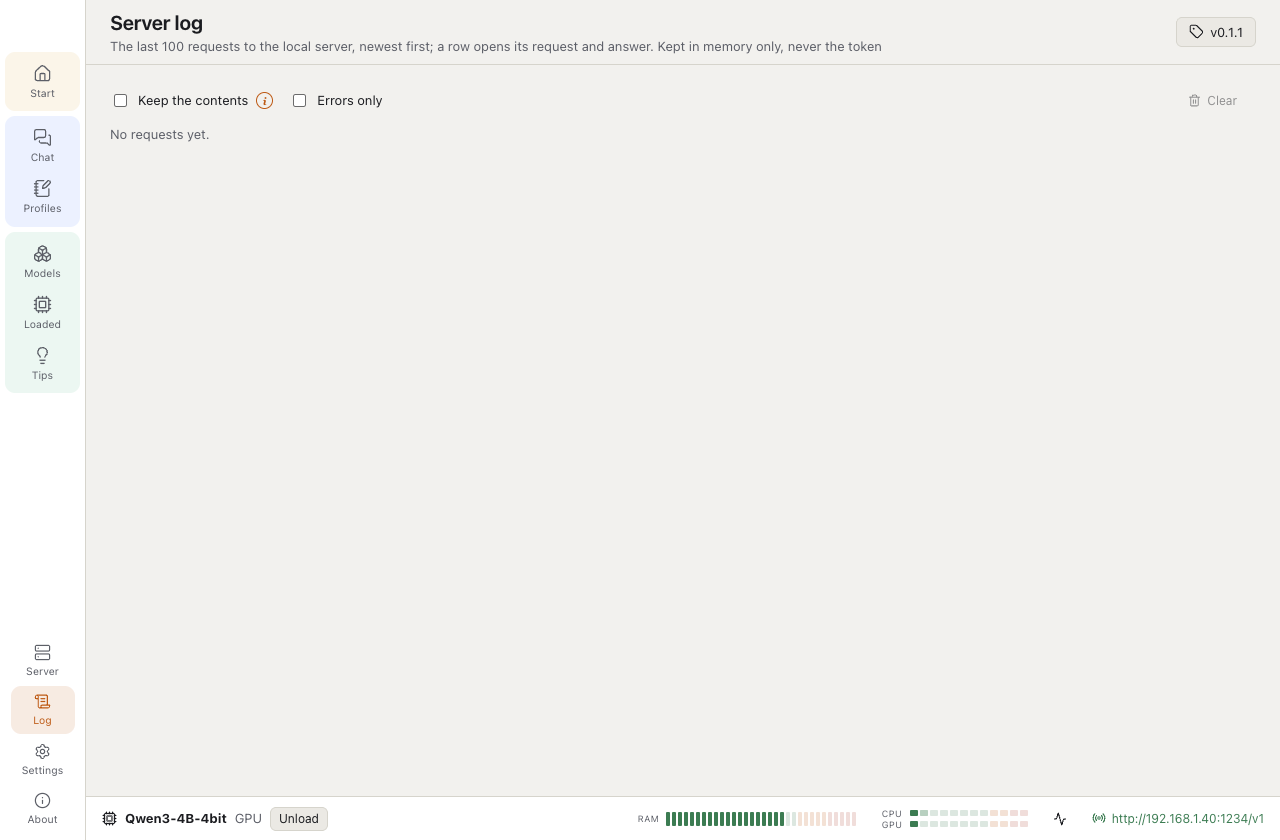 Server log
The last 100 requests to the local server, newest first; a row opens its request and answer. Kept in memory only, never the token
v0.1.1
Start
Chat
Profiles
Models
Loaded
Tips
Server
Log
Settings
About
Keep the contents
i
Errors only
Clear
No requests yet.
Qwen3-4B-4bit GPU Unload
RAM
CPU
GPU
http://192.168.1.40:1234/v1